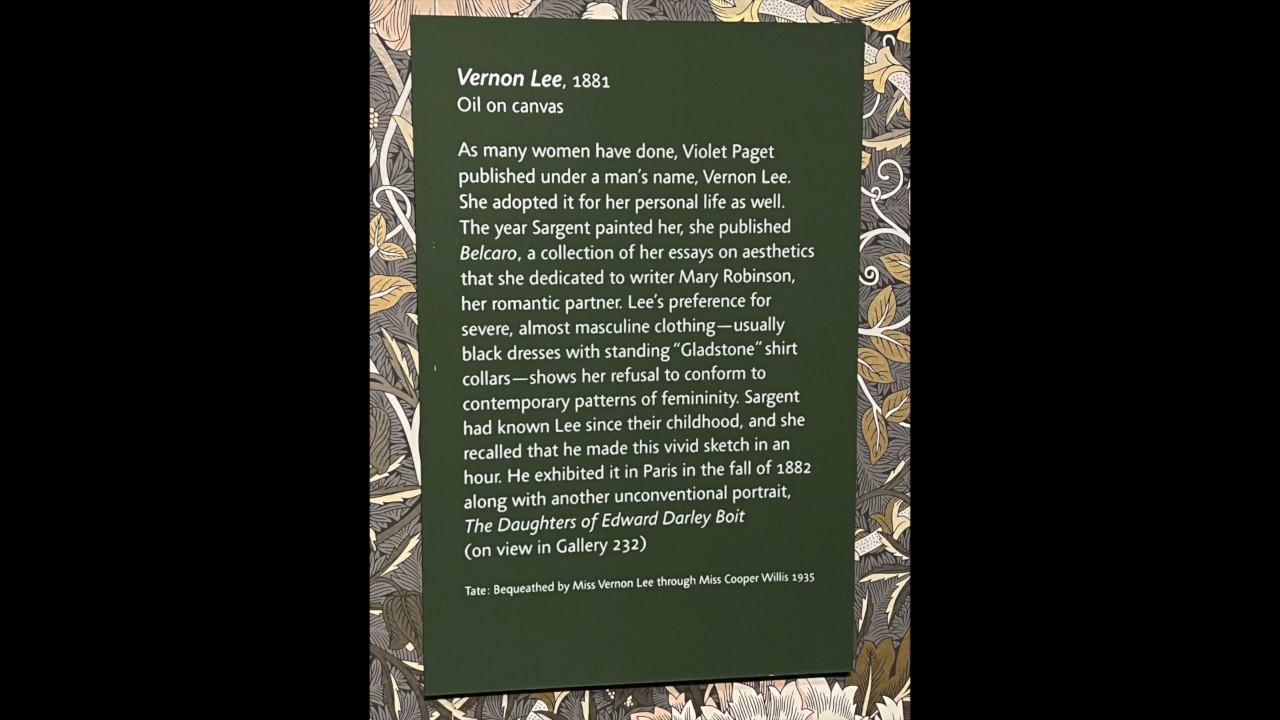 Vernon Lee, 1881
Oil on canvas
As many women have done, Violet Paget
published under a man's name, Vernon Lee.
She adopted it for her personal life as well.
The year Sargent painted her, she published
Belcaro, a collection of her essays on aesthetics
that she dedicated to writer Mary Robinson,
her romantic partner. Lee's preference for
severe, almost masculine clothing—usually
black dresses with standing "Gladstone" shirt
collars—shows her refusal to conform to
contemporary patterns of femininity. Sargent
had known Lee since their childhood, and she
recalled that he made this vivid sketch in an
hour. He exhibited it in Paris in the fall of 1882
along with another unconventional portrait,
The Daughters of Edward Darley Boit
(on view in Gallery 232)
Tate: Bequeathed by Miss Vernon Lee through Miss Cooper Willis 1935